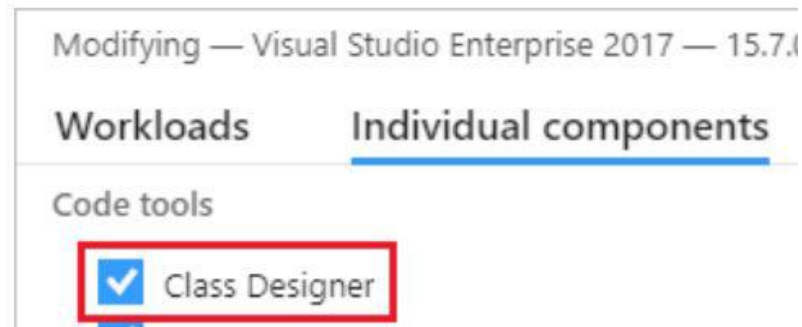 Modifying — Visual Studio Enterprise 2017 — 15.7.
Workloads Individual components
Code tools
Class Designer